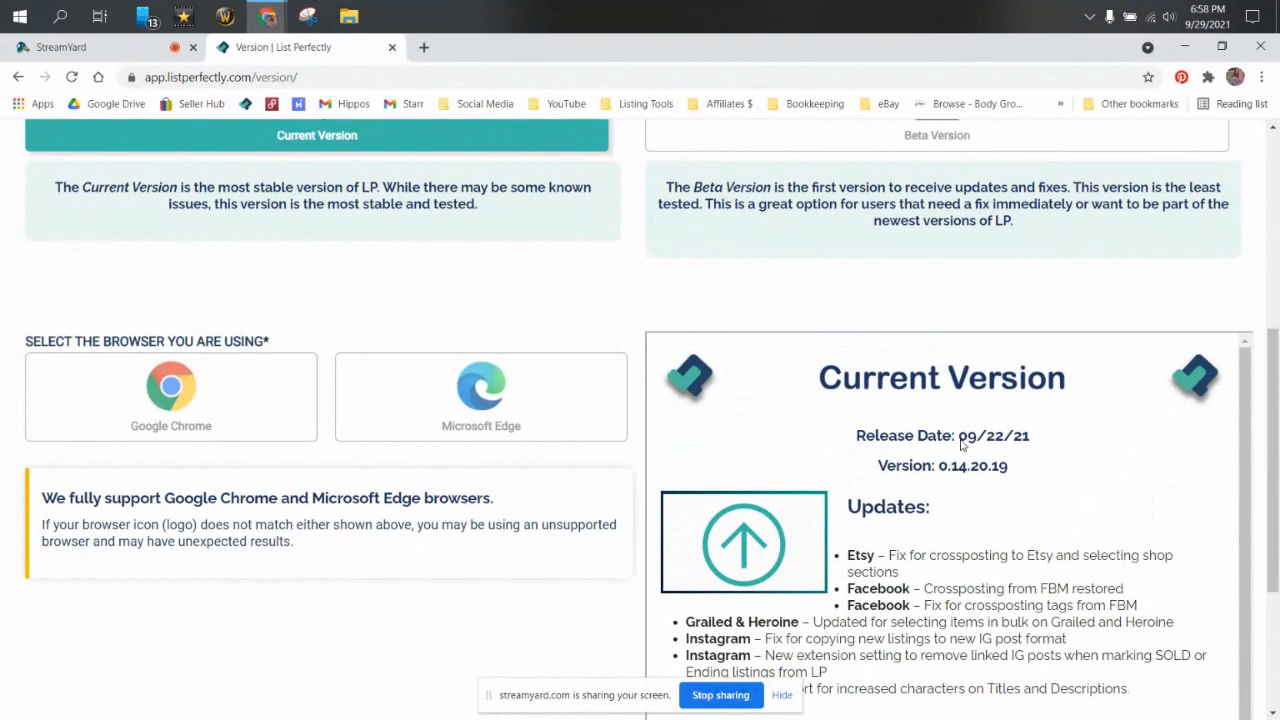 13
6:58 PM
9/29/2021
StreamYard
Version | List Perfectly
app.listperfectly.com/version/
Apps
Google Drive
Seller Hub
Hippos
Starr
Social Media
YouTube
Listing Tools
Affiliates $
Bookkeeping
eBay
Browse - Body Gro...
»
Other bookmarks
Reading list
Current Version
Beta Version
The Current Version is the most stable version of LP. While there may be some known
issues, this version is the most stable and tested.
The Beta Version is the first version to receive updates and fixes. This version is the least
tested. This is a great option for users that need a fix immediately or want to be part of the
newest versions of LP.
SELECT THE BROWSER YOU ARE USING*
Google Chrome
Microsoft Edge
We fully support Google Chrome and Microsoft Edge browsers.
If your browser icon (logo) does not match either shown above, you may be using an unsupported
browser and may have unexpected results.
Current Version
Release Date: 09/22/21
Version: 0.14.20.19
Updates:
• Etsy – Fix for crossposting to Etsy and selecting shop
sections
• Facebook – Crossposting from FBM restored
• Facebook – Fix for crossposting tags from FBM
• Grailed & Heroine – Updated for selecting items in bulk on Grailed and Heroine
• Instagram – Fix for copying new listings to new IG post format
• Instagram – New extension setting to remove linked IG posts when marking SOLD or
Ending listings from LP
for increased characters on Titles and Descriptions.
streamyard.com is sharing your screen.
Stop sharing
Hide